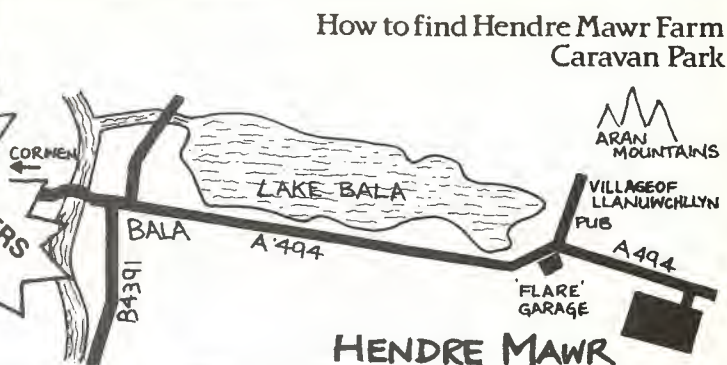 How to find Hendre Mawr Farm
Caravan Park
ARAN
MOUNTAINS
CORWEN
LAKE BALA
VILLAGE OF
LLANUWCHLLYN
PUB
BALA
A494
A494
B4391
'FLARE'
GARAGE
HENDRE MAWR